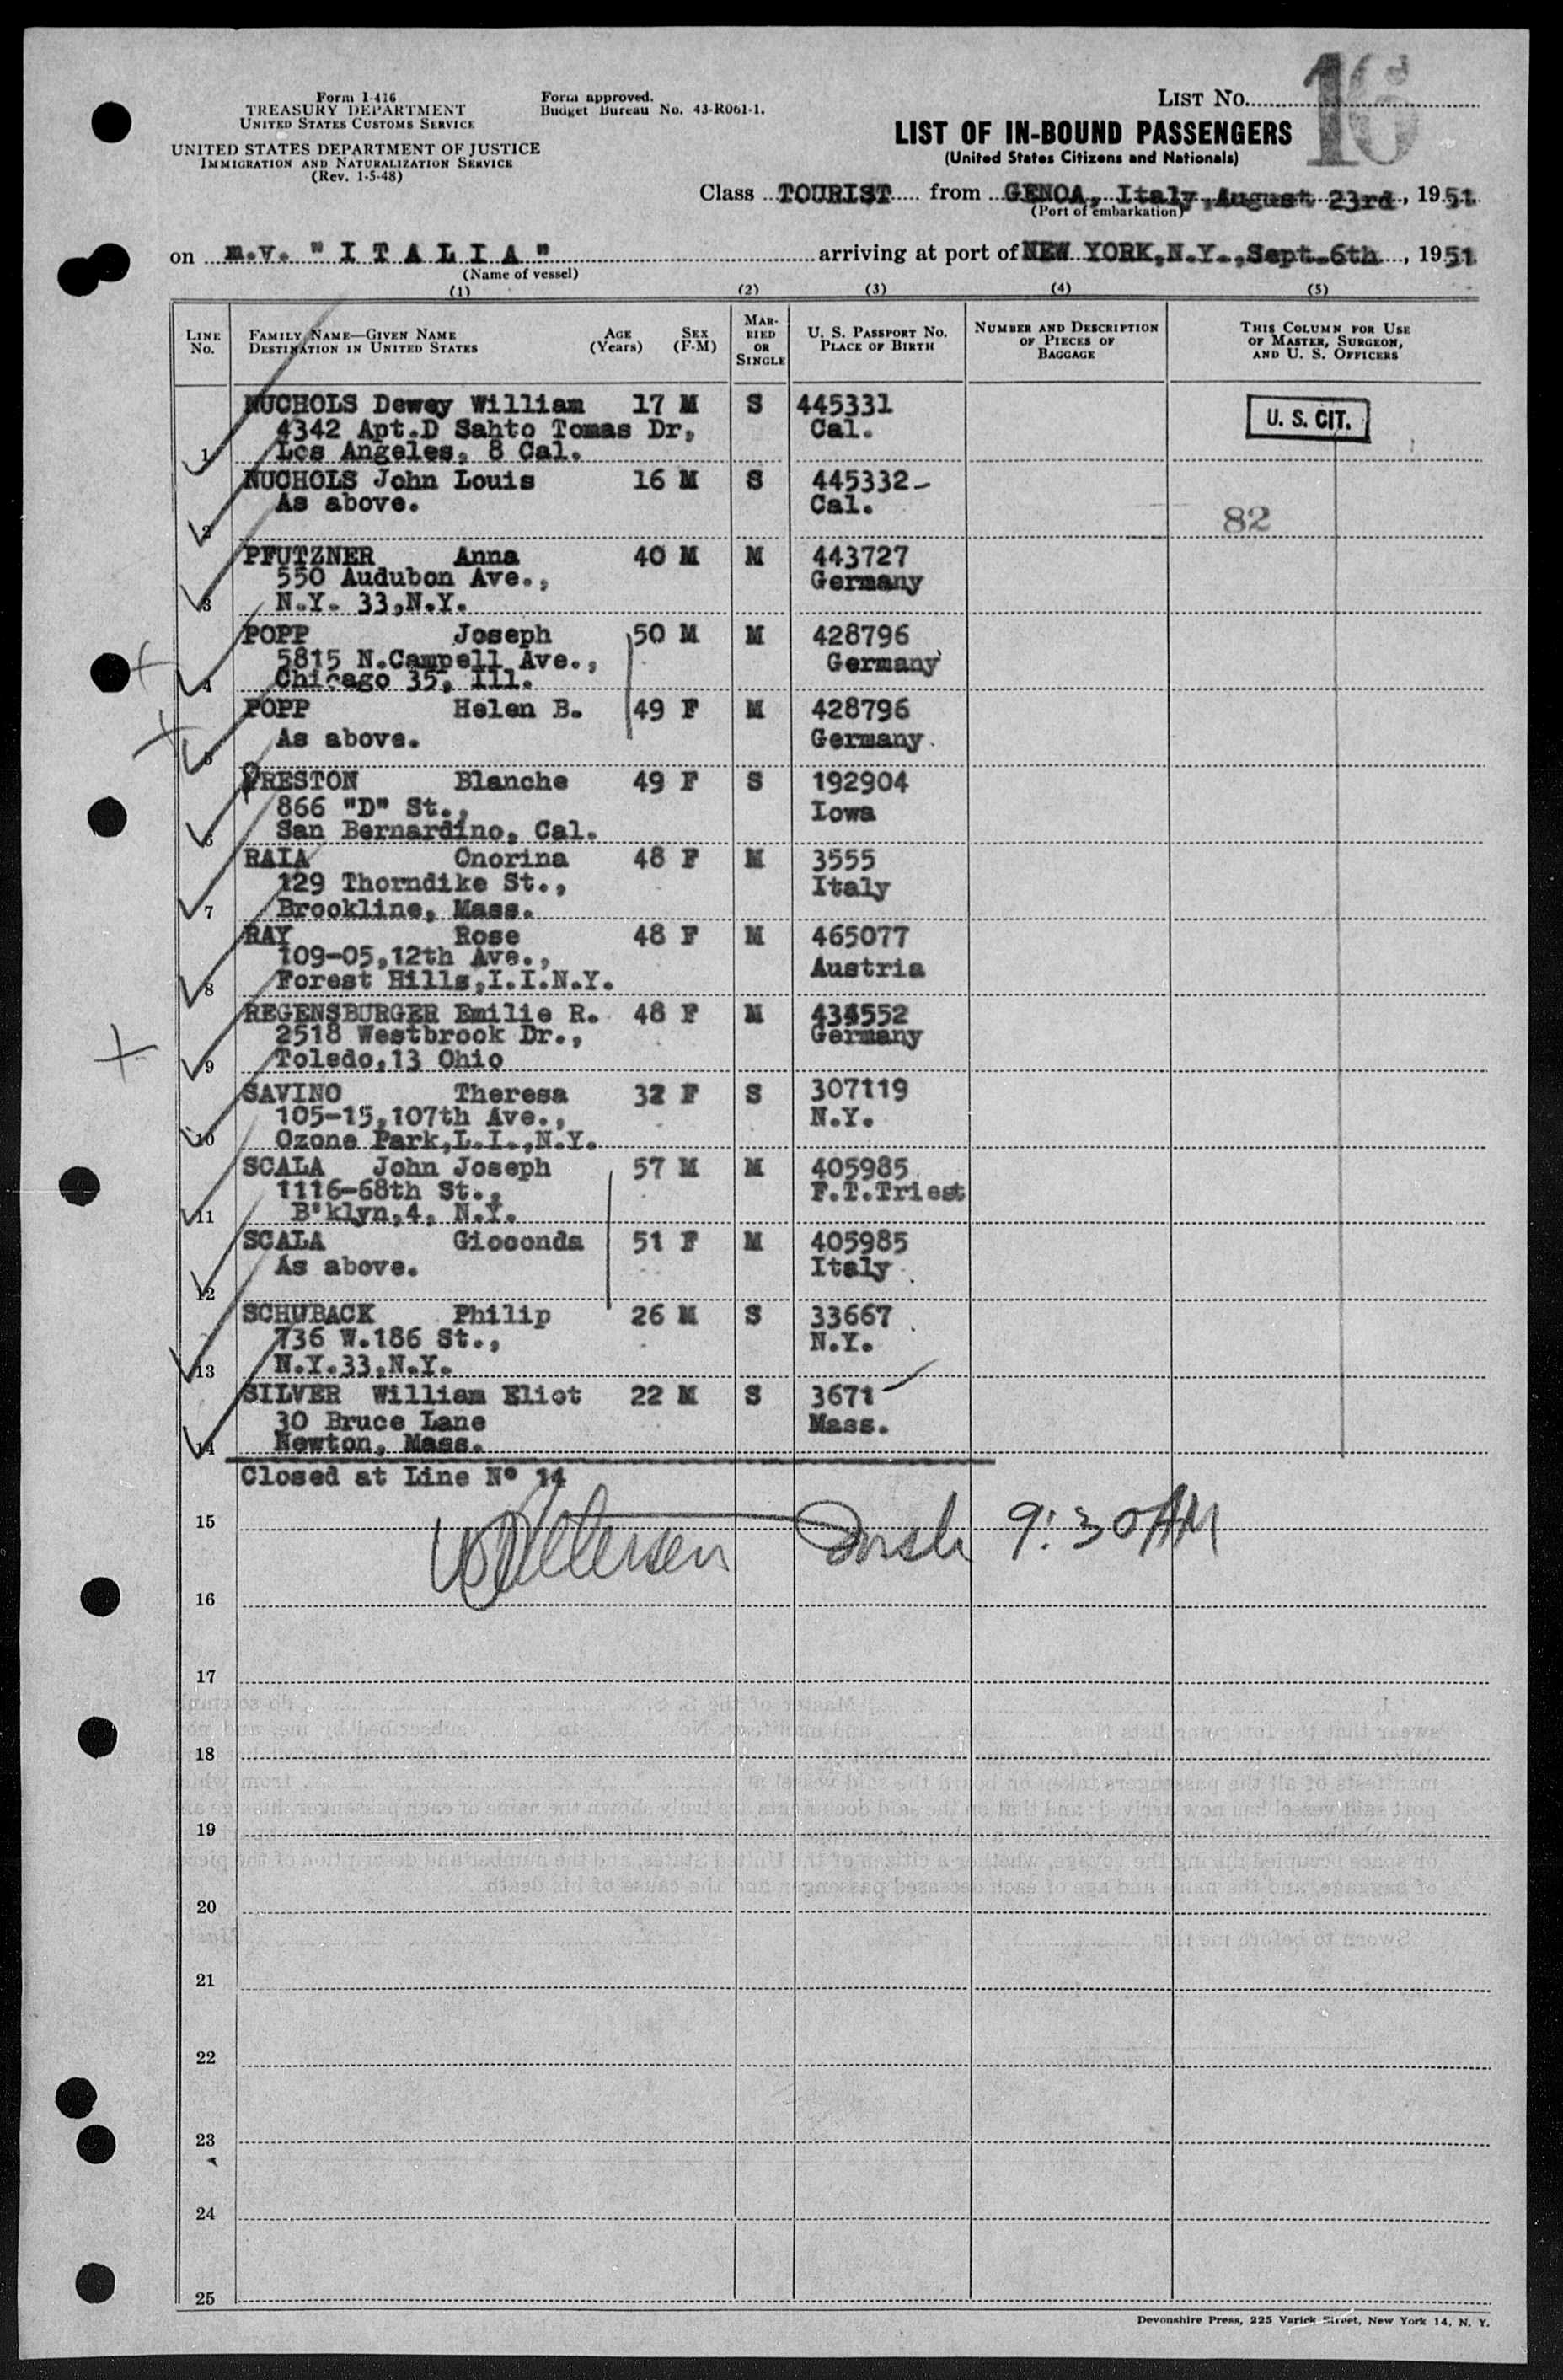 Form I-416
TREASURY DEPARTMENT
UNITED STATES CUSTOMS SERVICE
UNITED STATES DEPARTMENT OF JUSTICE
IMMIGRATION AND NATURALIZATION SERVICE
(Rev. 1-5-48)
Form approved.
Budget Bureau No. 43-R061-1.
LIST No. 16
LIST OF IN-BOUND PASSENGERS
(United States Citizens and Nationals)
Class TOURIST from GENOA, Italy, August 23rd, 1951
(Port of embarkation)
on m.v. "I T A L I A" arriving at port of NEW YORK,N.Y.,Sept.6th, 1951
(Name of vessel)
(1) (2) (3) (4) (5)
LINE No. FAMILY NAME—GIVEN NAME DESTINATION IN UNITED STATES AGE (Years) SEX (F-M) MARRIED OR SINGLE U. S. PASSPORT NO. PLACE OF BIRTH NUMBER AND DESCRIPTION OF PIECES OF BAGGAGE THIS COLUMN FOR USE OF MASTER, SURGEON, AND U. S. OFFICERS
NUCHOLS Dewey William 17 M S 445331 U. S. CIT.
4342 Apt.D Sahto Tomas Dr, Cal.
1 Los Angeles, 8 Cal.
NUCHOLS John Louis 16 M S 445332-
As above. Cal.
2 82
PFUTZNER Anna 40 M M 443727
550 Audubon Ave., Germany
3 N.Y. 33,N.Y.
POPP Joseph 50 M M 428796
5815 N.Campell Ave., Germany
4 Chicago 35, Ill.
POPP Helen B. 49 F M 428796
5 As above. Germany
PRESTON Blanche 49 F S 192904
866 "D" St., Iowa
6 San Bernardino, Cal.
RAIA Onorina 48 F M 3555
129 Thorndike St., Italy
7 Brookline, Mass.
RAY Rose 48 F M 465077
109-05,12th Ave., Austria
8 Forest Hills,I.I.N.Y.
REGENSBURGER Emilie R. 48 F M 434552
2518 Westbrook Dr., Germany
9 Toledo,13 Ohio
SAVINO Theresa 32 F S 307119
105-15,107th Ave., N.Y.
10 Ozone Park,L.I.,N.Y.
SCALA John Joseph 57 M M 405985
1116-68th St., F.T.Triest
11 B'klyn,4, N.Y.
SCALA Gioconda 51 F M 405985
As above. Italy
12
SCHUBACK Philip 26 M S 33667
736 W.186 St., N.Y.
13 N.Y.33,N.Y.
SILVER William Eliot 22 M S 3671
30 Bruce Lane Mass.
14 Newton, Mass.
Closed at Line Nº 14
15 9:30AM
16
17
18
19
20
21
22
23
24
25
Devonshire Press, 225 Varick Street, New York 14, N. Y.